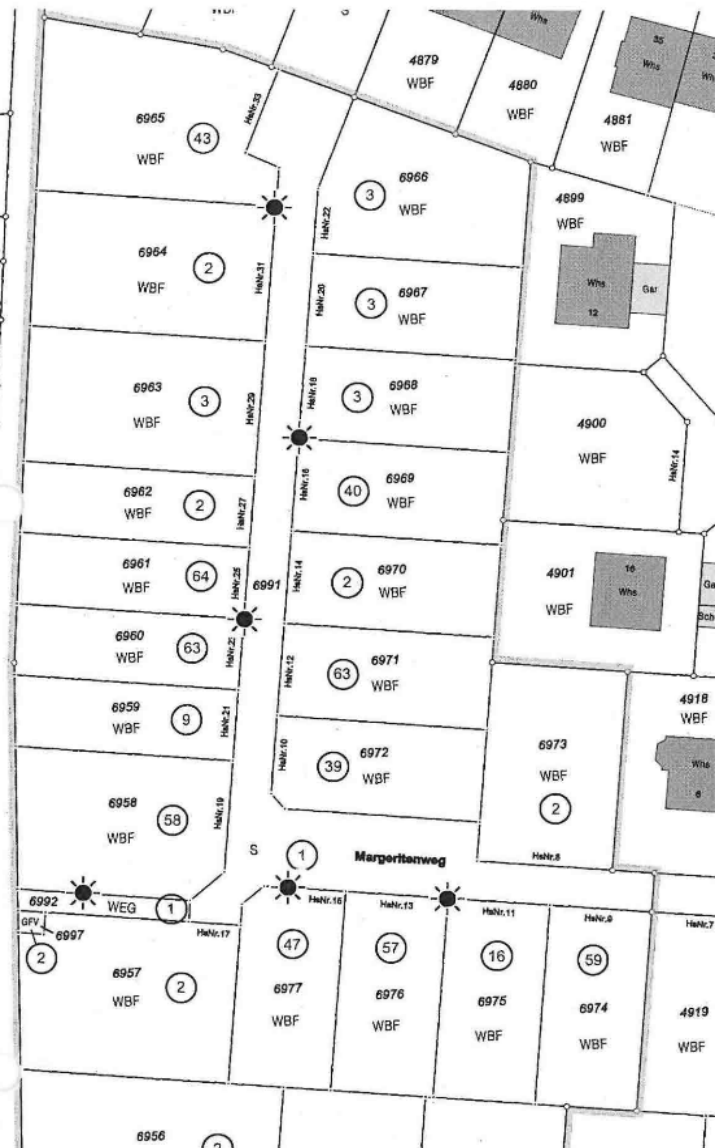 WBF
S
4879
WBF
Whs
4880
WBF
35
Whs
4881
WBF
6965
WBF
43
HsNr.33
3
6966
WBF
HsNr.22
4899
WBF
Whs
12
Gar
6964
WBF
2
HsNr.31
3
6967
WBF
HsNr.20
6963
WBF
3
HsNr.29
3
6968
WBF
HsNr.18
4900
WBF
HsNr.14
6962
WBF
2
HsNr.27
40
6969
WBF
HsNr.16
6961
WBF
64
HsNr.25
6991
2
6970
WBF
HsNr.14
4901
WBF
16
Whs
6960
WBF
63
HsNr.23
63
6971
WBF
HsNr.12
6959
WBF
9
HsNr.21
39
6972
WBF
HsNr.10
6973
WBF
2
HsNr.8
4918
WBF
Whs
6
6958
WBF
58
HsNr.19
S
1
Margeritenweg
6992
WEG
1
GFV
6997
2
HsNr.17
HsNr.15
HsNr.13
HsNr.11
HsNr.9
HsNr.7
6957
WBF
2
47
6977
WBF
57
6976
WBF
16
6975
WBF
59
6974
WBF
4919
WBF
6956